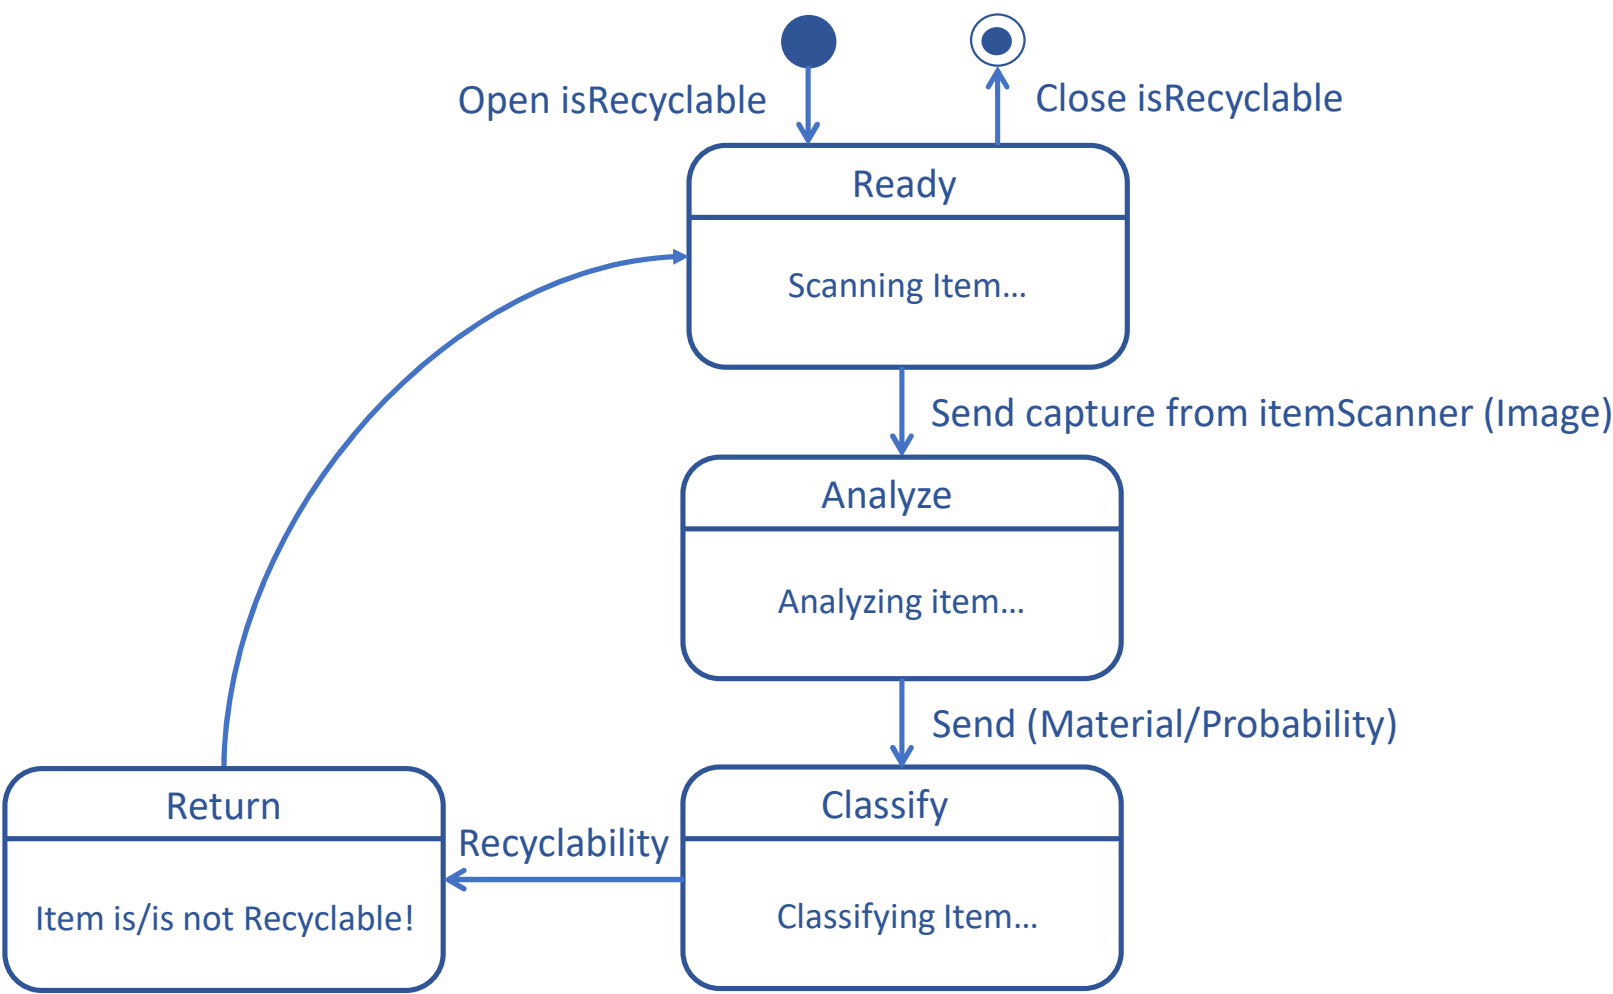 Open isRecyclable
Close isRecyclable
Ready
Scanning Item...
Send capture from itemScanner (Image)
Analyze
Analyzing item...
Send (Material/Probability)
Classify
Classifying Item...
Recyclability
Return
Item is/is not Recyclable!